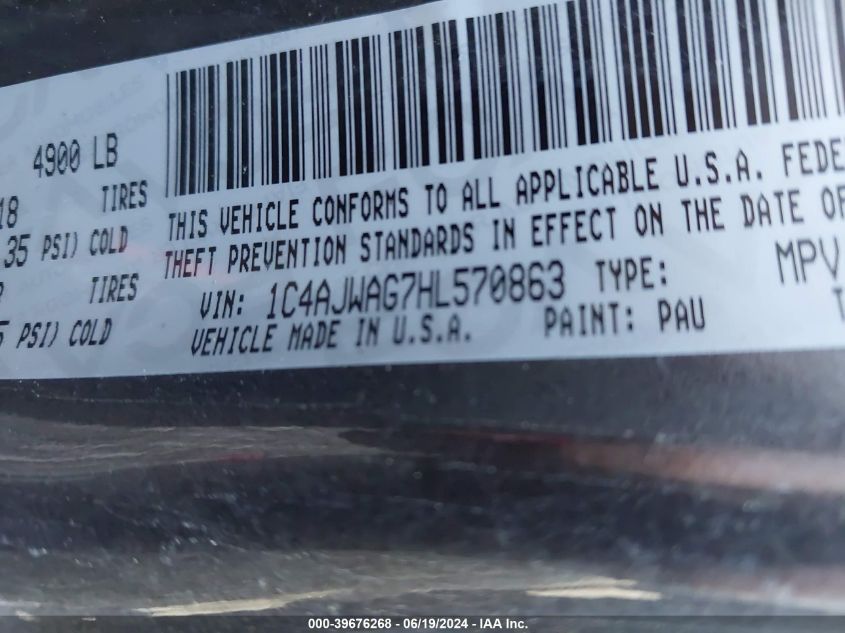 4900 LB
18 TIRES
35 PSI) COLD
TIRES
PSI) COLD
THIS VEHICLE CONFORMS TO ALL APPLICABLE U.S.A. FEDE
THEFT PREVENTION STANDARDS IN EFFECT ON THE DATE OF
VIN: 1C4AJWAG7HL570863 TYPE: MPV
VEHICLE MADE IN U.S.A. PAINT: PAU
000-39676268 - 06/19/2024 - IAA Inc.